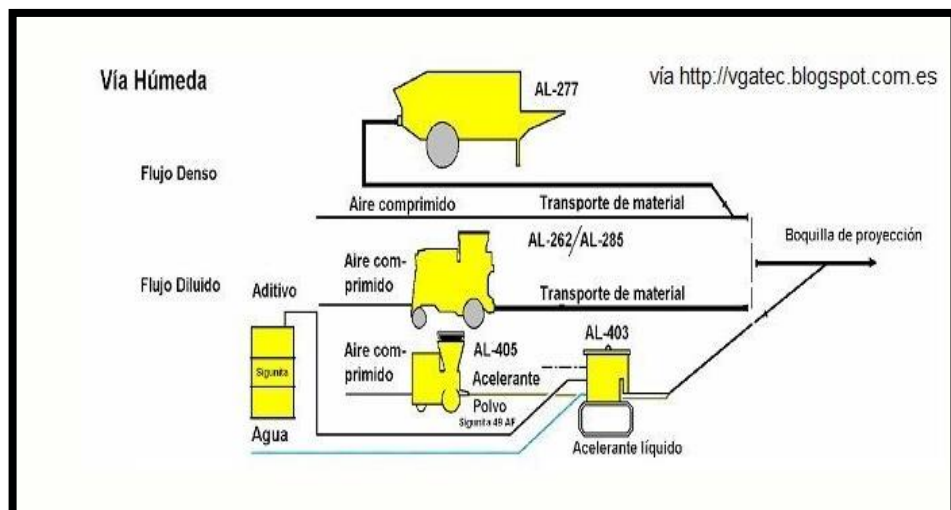 Vía Húmeda
vía http://vgatec.blogspot.com.es
AL-277
Flujo Denso
Aire comprimido
Transporte de material
AL-262/AL-285
Boquilla de proyección
Flujo Diluido
Aditivo
Aire com-
primido
Transporte de material
AL-403
Sigunita
Aire com-
primido
AL-405
Acelerante
Polvo
Sigunita 49 AF
Agua
Acelerante líquido